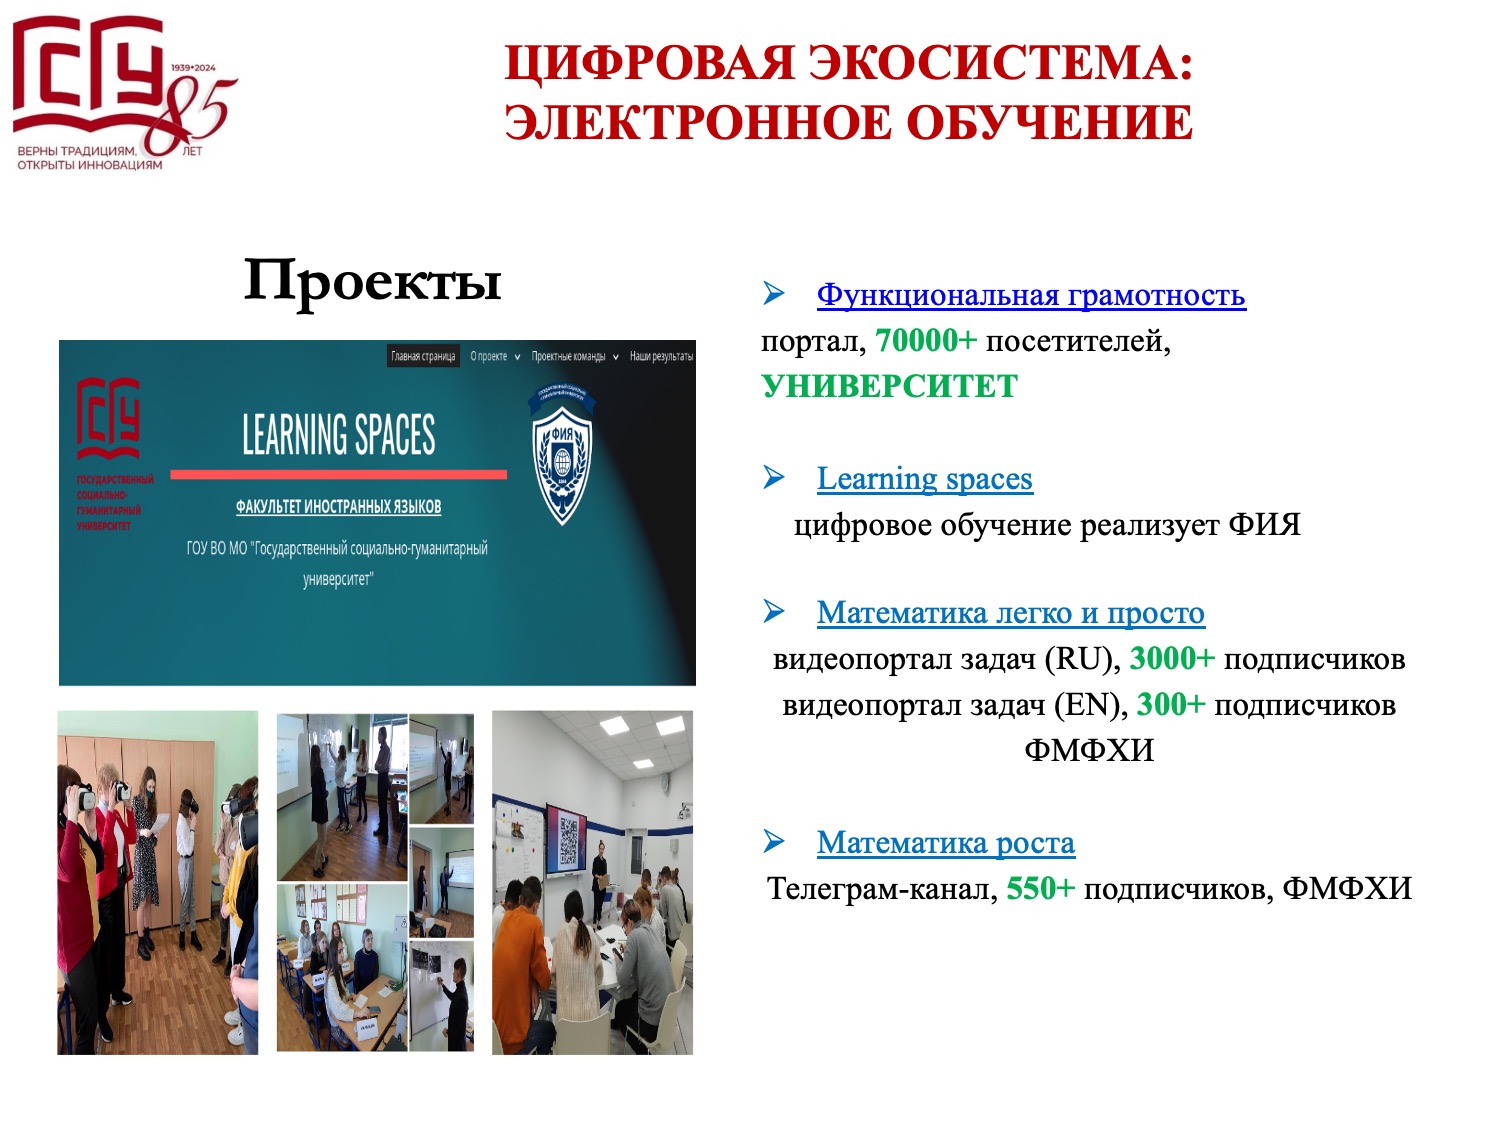 ГСГУ
1939•2024
85
ЛЕТ
ВЕРНЫ ТРАДИЦИЯМ.
ОТКРЫТЫ ИННОВАЦИЯМ
ЦИФРОВАЯ ЭКОСИСТЕМА:
ЭЛЕКТРОННОЕ ОБУЧЕНИЕ
Проекты
Главная страница О проекте Проектные команды Наши результаты
ГСГУ
ГОСУДАРСТВЕННЫЙ
СОЦИАЛЬНО-
ГУМАНИТАРНЫЙ
УНИВЕРСИТЕТ
LEARNING SPACES
ФАКУЛЬТЕТ ИНОСТРАННЫХ ЯЗЫКОВ
ГОУ ВО МО "Государственный социально-гуманитарный
университет"
ФИЯ
Функциональная грамотность
портал, 70000+ посетителей,
УНИВЕРСИТЕТ
Learning spaces
цифровое обучение реализует ФИЯ
Математика легко и просто
видеопортал задач (RU), 3000+ подписчиков
видеопортал задач (EN), 300+ подписчиков
ФМФХИ
Математика роста
Телеграм-канал, 550+ подписчиков, ФМФХИ